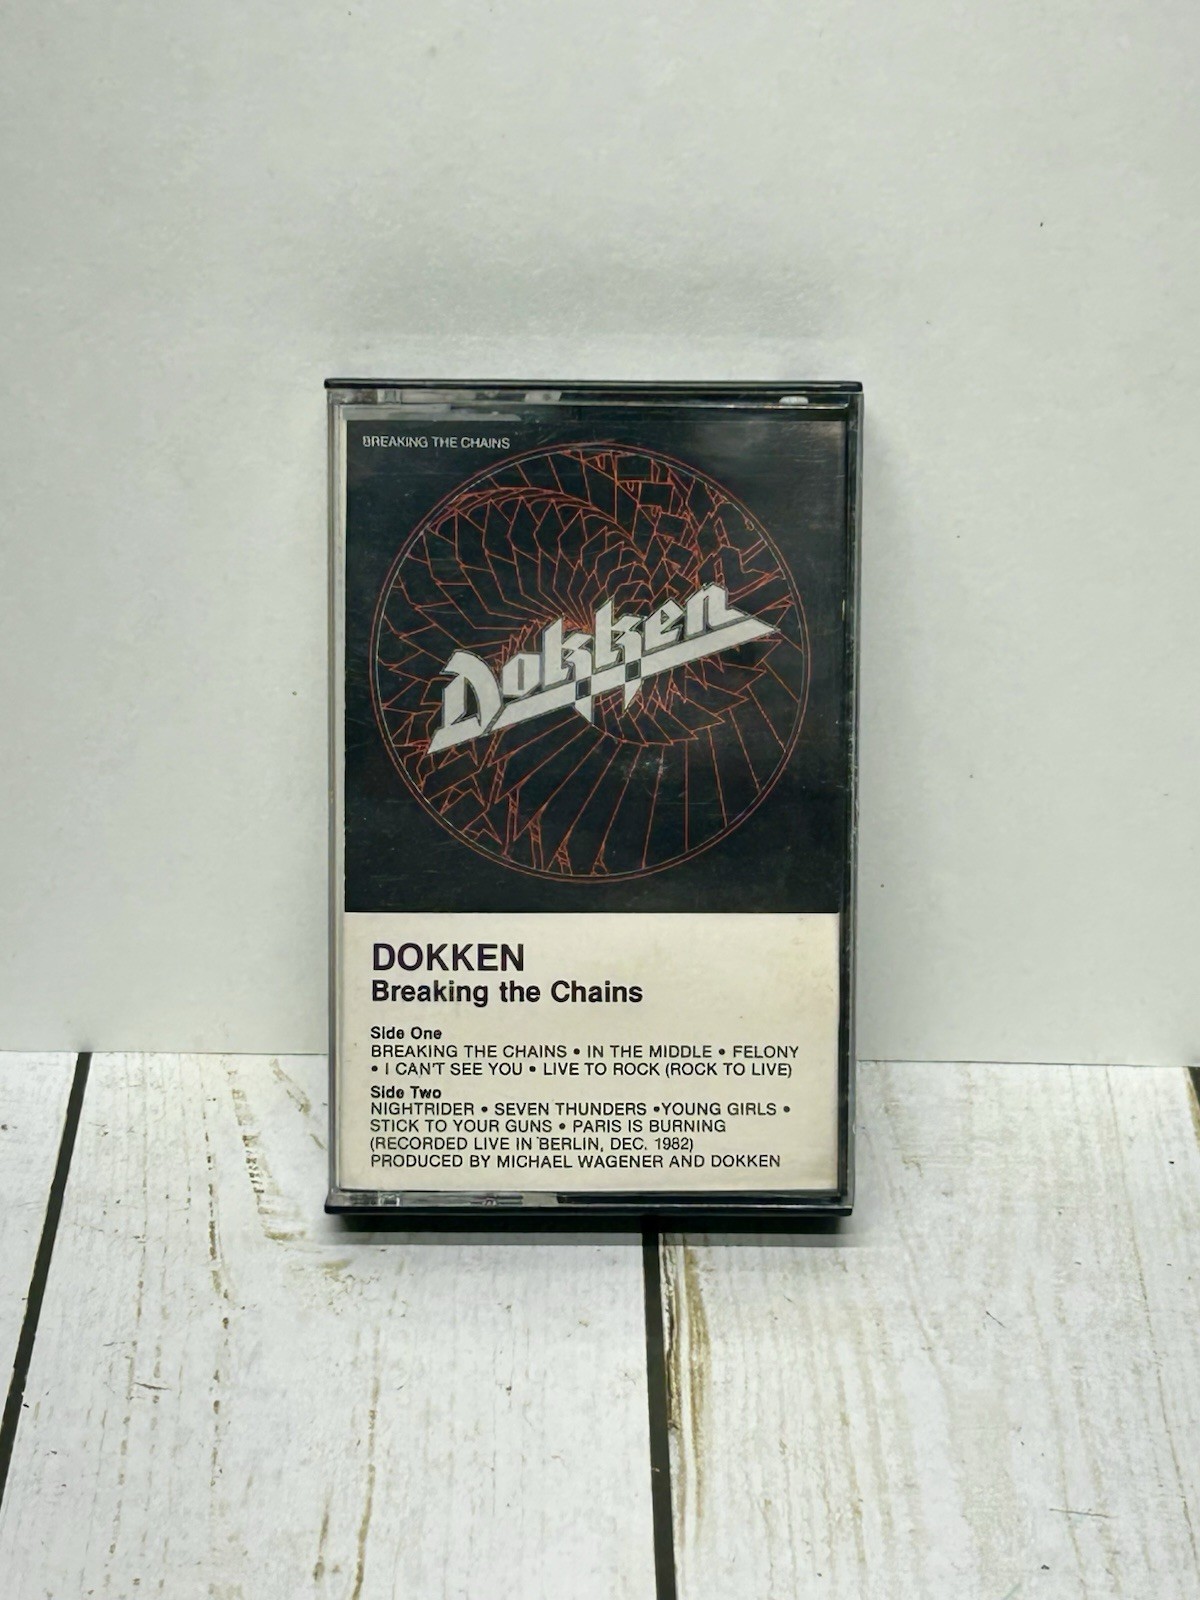 BREAKING THE CHAINS
Dokken
DOKKEN
Breaking the Chains
Side One
BREAKING THE CHAINS • IN THE MIDDLE • FELONY
• I CAN'T SEE YOU • LIVE TO ROCK (ROCK TO LIVE)
Side Two
NIGHTRIDER • SEVEN THUNDERS •YOUNG GIRLS •
STICK TO YOUR GUNS • PARIS IS BURNING
(RECORDED LIVE IN BERLIN, DEC. 1982)
PRODUCED BY MICHAEL WAGENER AND DOKKEN